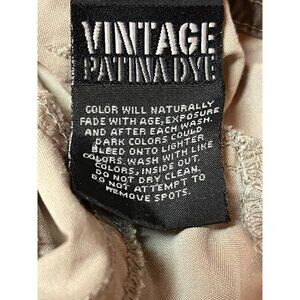 VINTAGE
PATINA DYE
COLOR WILL NATURALLY
FADE WITH AGE, EXPOSURE
AND AFTER EACH WASH.
DARK COLORS COULD
BLEED ONTO LIGHTER
COLORS. WASH WITH LIKE
COLORS, INSIDE OUT.
DO NOT DRY CLEAN.
DO NOT ATTEMPT TO
REMOVE SPOTS.